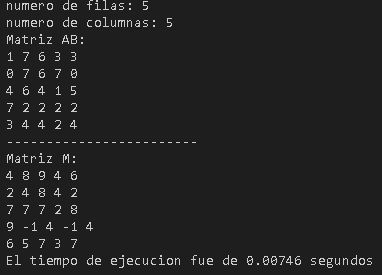 numero de filas: 5
numero de columnas: 5
Matriz AB:
1 7 6 3 3
0 7 6 7 0
4 6 4 1 5
7 2 2 2 2
3 4 4 2 4
------------------------
Matriz M:
4 8 9 4 6
2 4 8 4 2
7 7 7 2 8
9 -1 4 -1 4
6 5 7 3 7
El tiempo de ejecucion fue de 0.00746 segundos